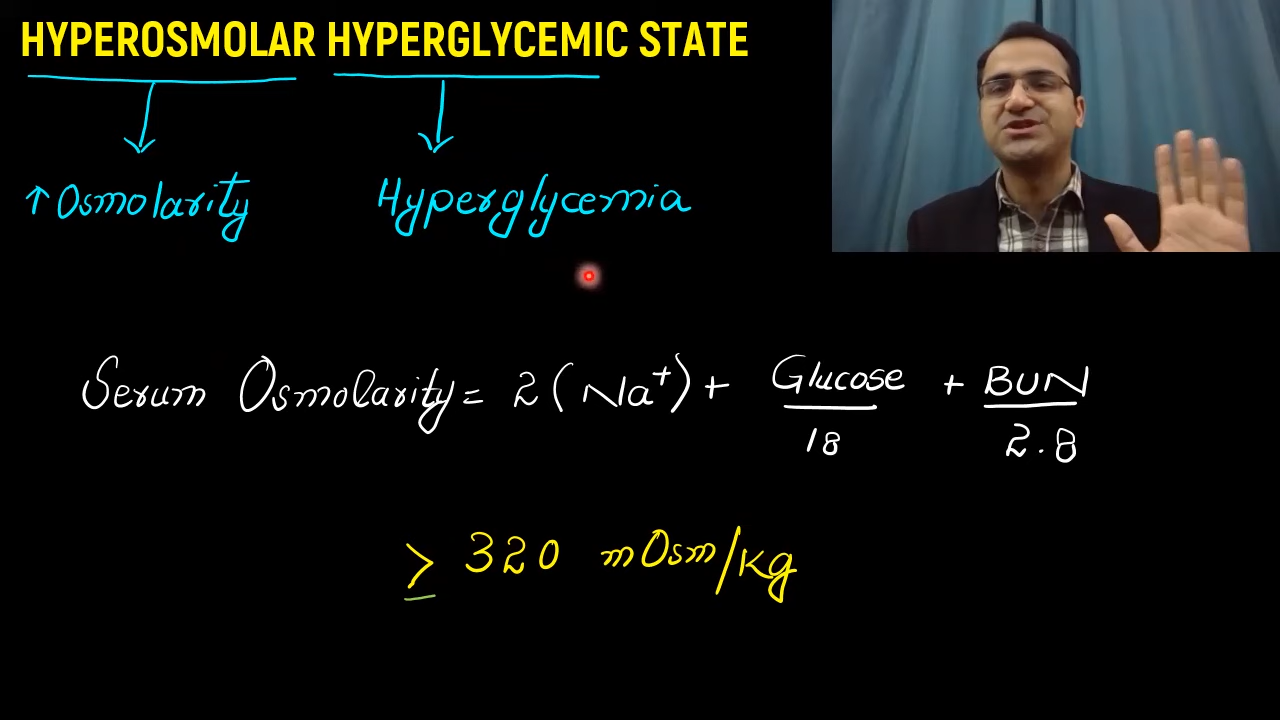 HYPEROSMOLAR HYPERGLYCEMIC STATE
↑ Osmolarity Hyperglycemia
Serum Osmolarity = 2 (Na⁺) + Glucose/18 + BUN/2.8
≥ 320 mOsm/kg